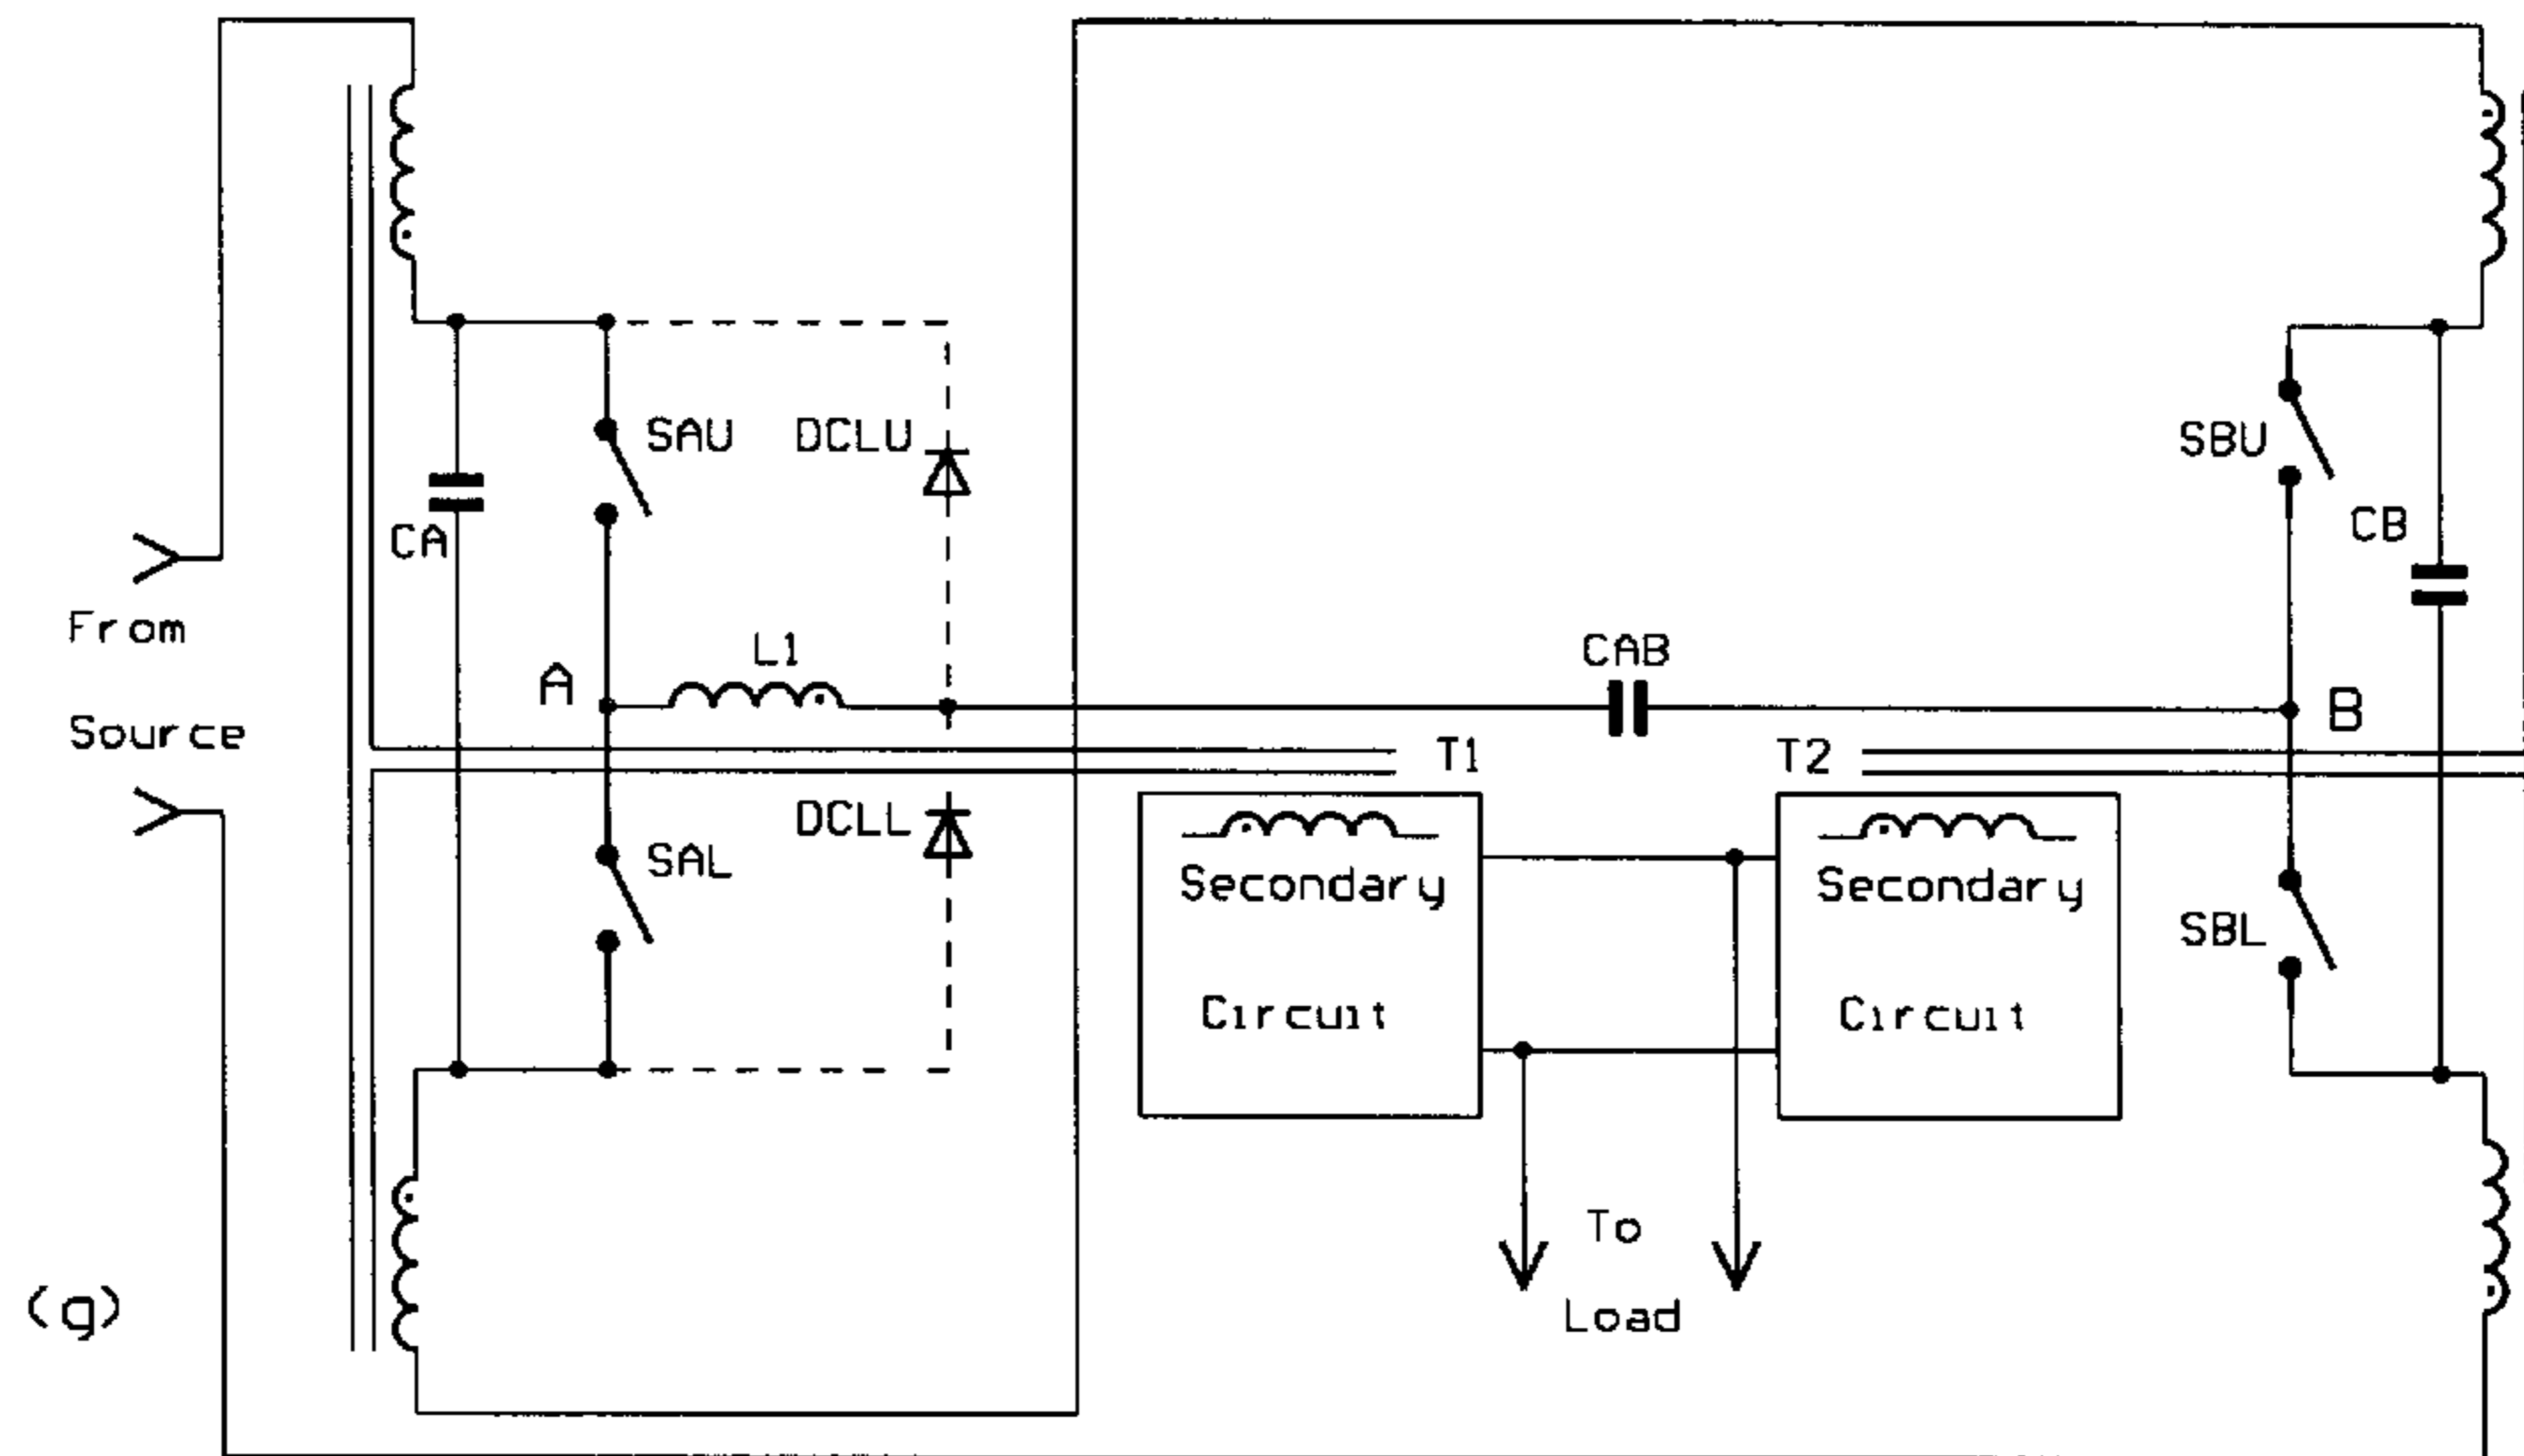 SAU DCLU
SBU
CA
CB
From
L1
CAB
A
B
Source
T1 T2
DCLL
SAL
Secondary
Circuit
Secondary
Circuit
SBL
To
Load
(g)